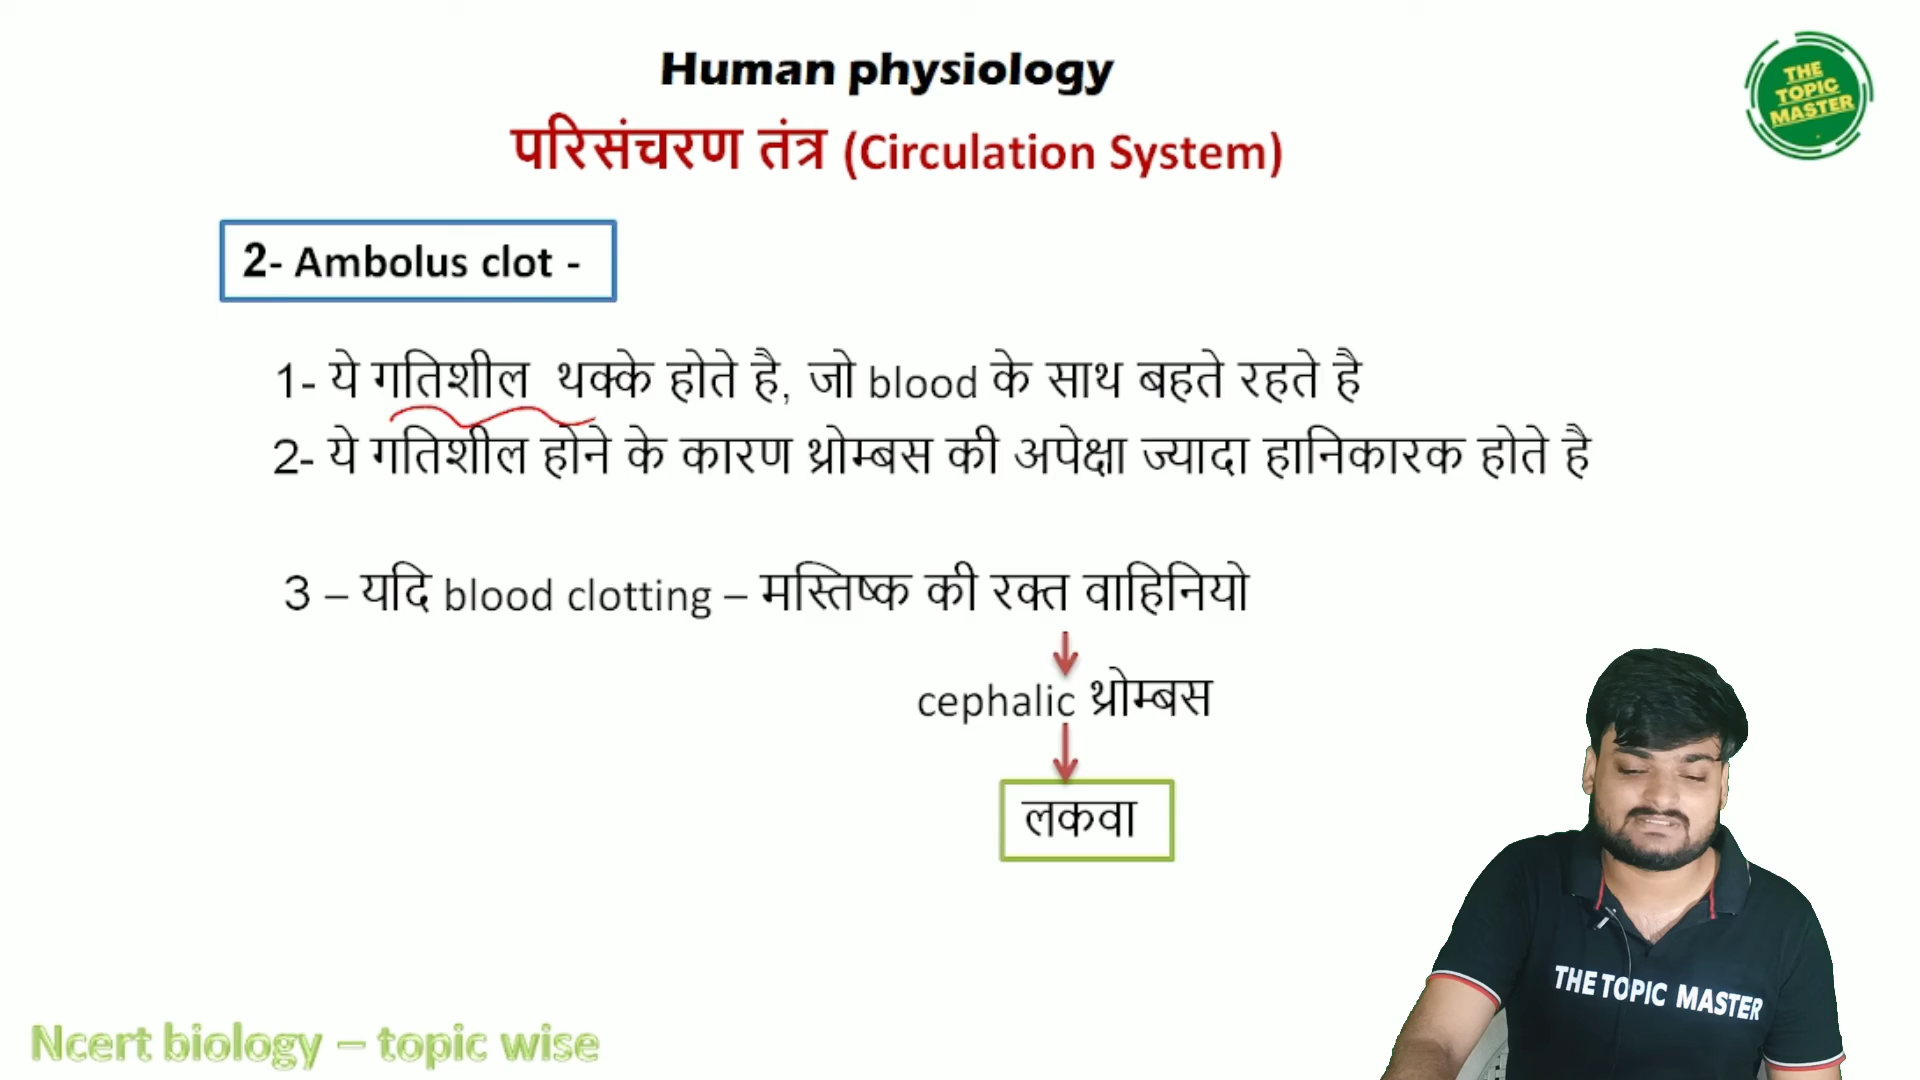 Human physiology
परिसंचरण तंत्र (Circulation System)
THE
TOPIC
MASTER
2- Ambolus clot -
1- ये गतिशील थक्के होते है, जो blood के साथ बहते रहते है
2- ये गतिशील होने के कारण थ्रोम्बस की अपेक्षा ज्यादा हानिकारक होते है
3 – यदि blood clotting – मस्तिष्क की रक्त वाहिनियो
cephalic थ्रोम्बस
लकवा
THE TOPIC MASTER
Ncert biology – topic wise